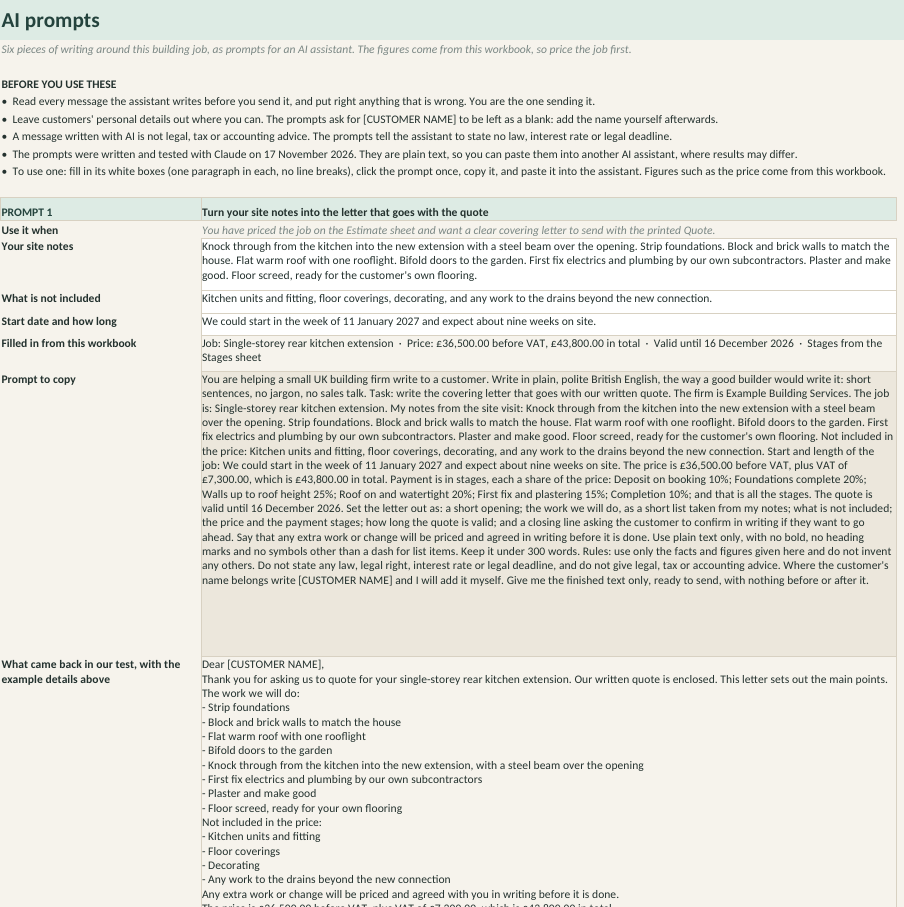 AI prompts
Six pieces of writing around this building job, as prompts for an AI assistant. The figures come from this workbook, so price the job first.
BEFORE YOU USE THESE
• Read every message the assistant writes before you send it, and put right anything that is wrong. You are the one sending it.
• Leave customers' personal details out where you can. The prompts ask for [CUSTOMER NAME] to be left as a blank: add the name yourself afterwards.
• A message written with AI is not legal, tax or accounting advice. The prompts tell the assistant to state no law, interest rate or legal deadline.
• The prompts were written and tested with Claude on 17 November 2026. They are plain text, so you can paste them into another AI assistant, where results may differ.
• To use one: fill in its white boxes (one paragraph in each, no line breaks), click the prompt once, copy it, and paste it into the assistant. Figures such as the price come from this workbook.
PROMPT 1 Turn your site notes into the letter that goes with the quote
Use it when You have priced the job on the Estimate sheet and want a clear covering letter to send with the printed Quote.
Your site notes Knock through from the kitchen into the new extension with a steel beam over the opening. Strip foundations. Block and brick walls to match the
house. Flat warm roof with one rooflight. Bifold doors to the garden. First fix electrics and plumbing by our own subcontractors. Plaster and make
good. Floor screed, ready for the customer's own flooring.
What is not included Kitchen units and fitting, floor coverings, decorating, and any work to the drains beyond the new connection.
Start date and how long We could start in the week of 11 January 2027 and expect about nine weeks on site.
Filled in from this workbook Job: Single-storey rear kitchen extension · Price: £36,500.00 before VAT, £43,800.00 in total · Valid until 16 December 2026 · Stages from the
Stages sheet
Prompt to copy You are helping a small UK building firm write to a customer. Write in plain, polite British English, the way a good builder would write it: short
sentences, no jargon, no sales talk. Task: write the covering letter that goes with our written quote. The firm is Example Building Services. The job
is: Single-storey rear kitchen extension. My notes from the site visit: Knock through from the kitchen into the new extension with a steel beam
over the opening. Strip foundations. Block and brick walls to match the house. Flat warm roof with one rooflight. Bifold doors to the garden. First
fix electrics and plumbing by our own subcontractors. Plaster and make good. Floor screed, ready for the customer's own flooring. Not included in
the price: Kitchen units and fitting, floor coverings, decorating, and any work to the drains beyond the new connection. Start and length of the
job: We could start in the week of 11 January 2027 and expect about nine weeks on site. The price is £36,500.00 before VAT, plus VAT of
£7,300.00, which is £43,800.00 in total. Payment is in stages, each a share of the price: Deposit on booking 10%; Foundations complete 20%;
Walls up to roof height 25%; Roof on and watertight 20%; First fix and plastering 15%; Completion 10%; and that is all the stages. The quote is
valid until 16 December 2026. Set the letter out as: a short opening; the work we will do, as a short list taken from my notes; what is not included;
the price and the payment stages; how long the quote is valid; and a closing line asking the customer to confirm in writing if they want to go
ahead. Say that any extra work or change will be priced and agreed in writing before it is done. Use plain text only, with no bold, no heading
marks and no symbols other than a dash for list items. Keep it under 300 words. Rules: use only the facts and figures given here and do not invent
any others. Do not state any law, legal right, interest rate or legal deadline, and do not give legal, tax or accounting advice. Where the customer's
name belongs write [CUSTOMER NAME] and I will add it myself. Give me the finished text only, ready to send, with nothing before or after it.
What came back in our test, with the
example details above
Dear [CUSTOMER NAME],
Thank you for asking us to quote for your single-storey rear kitchen extension. Our written quote is enclosed. This letter sets out the main points.
The work we will do:
- Strip foundations
- Block and brick walls to match the house
- Flat warm roof with one rooflight
- Bifold doors to the garden
- Knock through from the kitchen into the new extension, with a steel beam over the opening
- First fix electrics and plumbing by our own subcontractors
- Plaster and make good
- Floor screed, ready for your own flooring
Not included in the price:
- Kitchen units and fitting
- Floor coverings
- Decorating
- Any work to the drains beyond the new connection
Any extra work or change will be priced and agreed with you in writing before it is done.